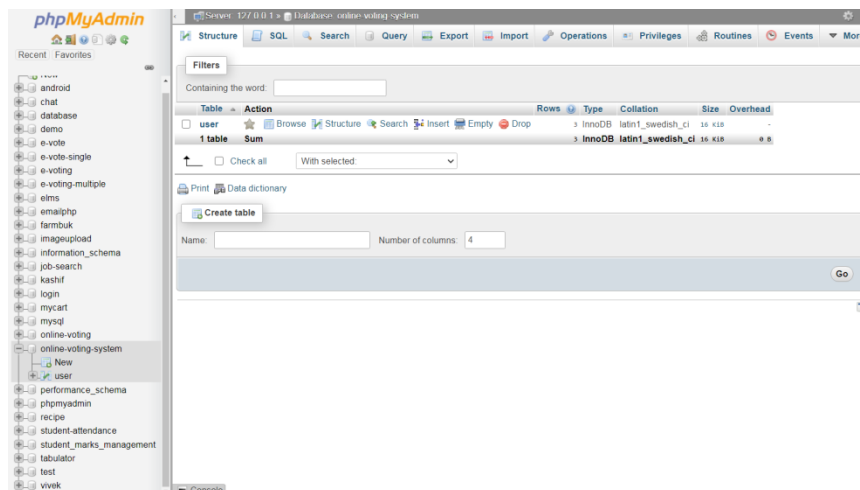 phpMyAdmin
Recent Favorites
New
android
chat
database
demo
e-vote
e-vote-single
e-voting
e-voting-multiple
elms
emailphp
farmbuk
imageupload
information_schema
job-search
kashif
login
mycart
mysql
online-voting
online-voting-system
New
user
performance_schema
phpmyadmin
recipe
student-attendance
student_marks_management
tabulator
test
vivek
Server: 127.0.0.1 » Database: online-voting-system
Structure SQL Search Query Export Import Operations Privileges Routines Events Mor
Filters
Containing the word:
Table Action Rows Type Collation Size Overhead
user Browse Structure Search Insert Empty Drop 3 InnoDB latin1_swedish_ci 16 KiB -
1 table Sum 3 InnoDB latin1_swedish_ci 16 KiB 0 B
Check all With selected:
Print Data dictionary
Create table
Name: Number of columns: 4
Go
Console